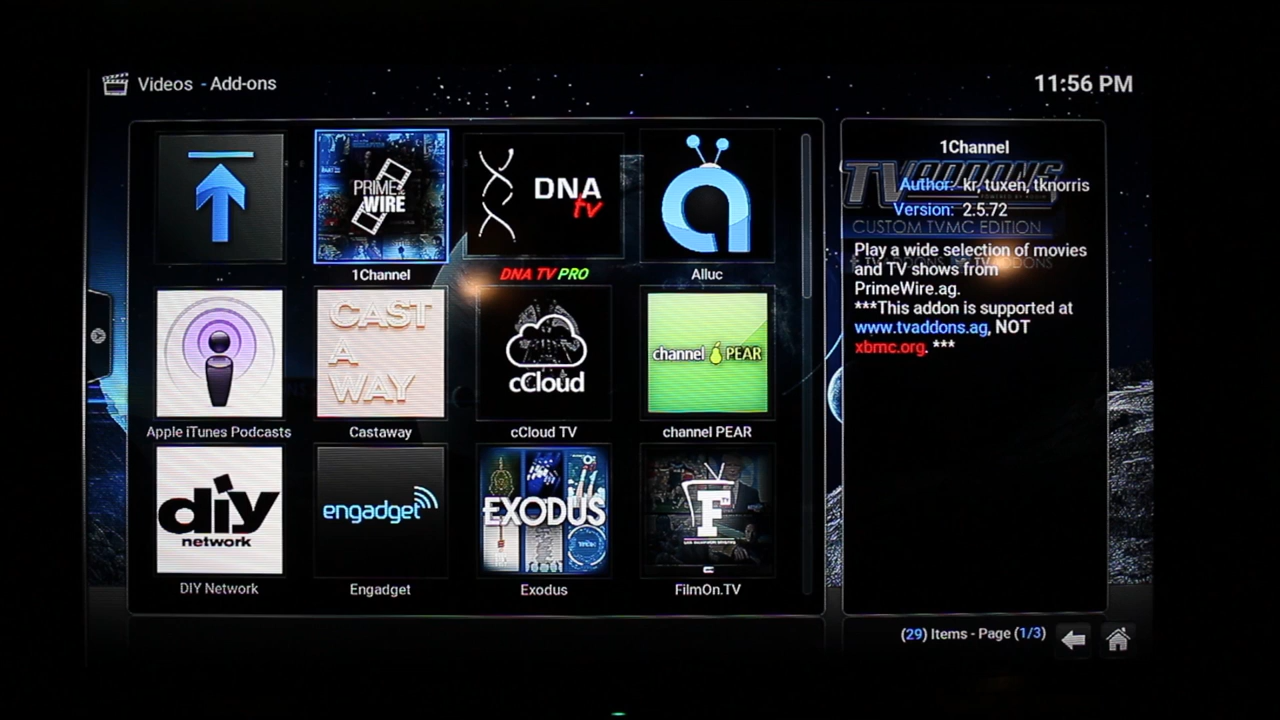 Videos - Add-ons
11:56 PM
..
PRIME
WIRE
1Channel
DNA
tv
DNA TV PRO
a
Alluc
Apple iTunes Podcasts
CAST
A
WAY
Castaway
cCloud
cCloud TV
channel PEAR
channel PEAR
diy
network
DIY Network
engadget
Engadget
EXODUS
Exodus
F
TV
FilmOn.TV
1Channel
TVADDONS
Author: kr, tuxen, tknorris
Version: 2.5.72
CUSTOM TVMC EDITION
Play a wide selection of movies
and TV shows from
PrimeWire.ag.
***This addon is supported at
www.tvaddons.ag, NOT
xbmc.org. ***
(29) Items - Page (1/3)